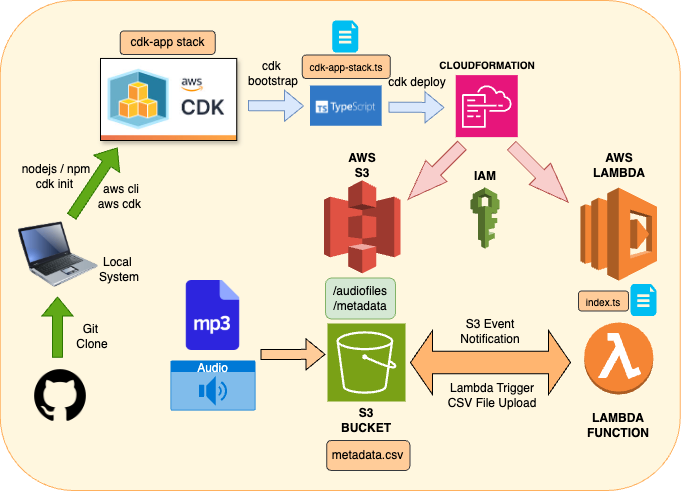 cdk-app stack
aws
CDK
cdk
bootstrap
cdk-app-stack.ts
TS TypeScript
cdk deploy
CLOUDFORMATION
nodejs / npm
cdk init
aws cli
aws cdk
AWS
S3
IAM
AWS
LAMBDA
Local
System
/audiofiles
/metadata
index.ts
mp3
Audio
Git
Clone
S3 Event
Notification
Lambda Trigger
CSV File Upload
S3
BUCKET
LAMBDA
FUNCTION
metadata.csv